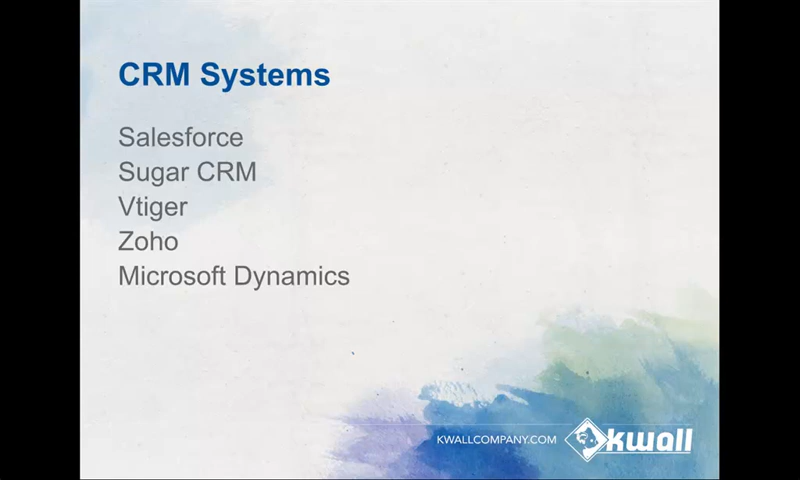 CRM Systems
Salesforce
Sugar CRM
Vtiger
Zoho
Microsoft Dynamics
KWALLCOMPANY.COM
kwall